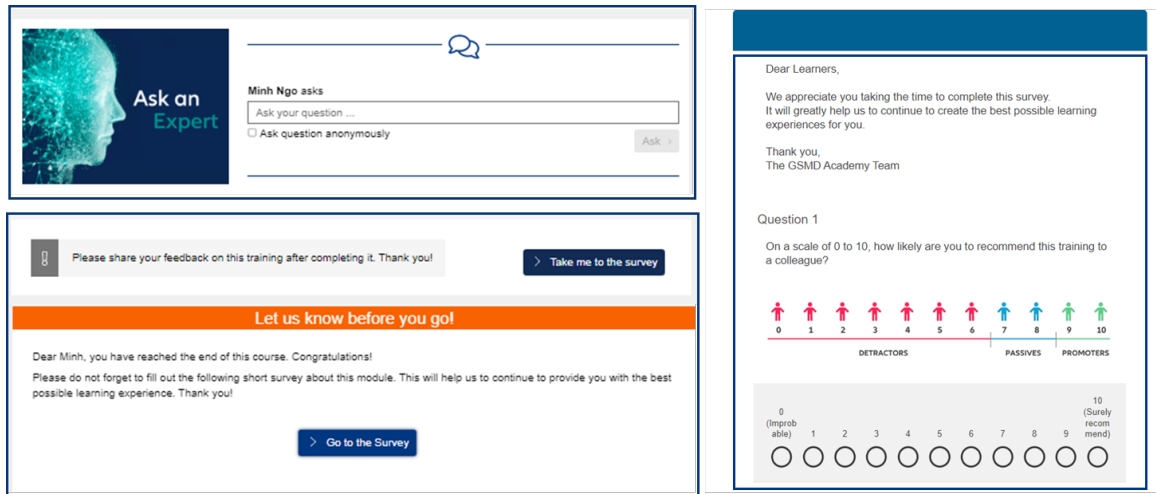 Ask an
Expert
Minh Ngo asks
Ask your question ...
Ask question anonymously
Ask >
Please share your feedback on this training after completing it. Thank you!
> Take me to the survey
Let us know before you go!
Dear Minh, you have reached the end of this course. Congratulations!
Please do not forget to fill out the following short survey about this module. This will help us to continue to provide you with the best
possible learning experience. Thank you!
> Go to the Survey
Dear Learners,
We appreciate you taking the time to complete this survey.
It will greatly help us to continue to create the best possible learning
experiences for you.
Thank you,
The GSMD Academy Team
Question 1
On a scale of 0 to 10, how likely are you to recommend this training to
a colleague?
0 1 2 3 4 5 6 7 8 9 10
DETRACTORS PASSIVES PROMOTERS
0
(Improb
able) 1 2 3 4 5 6 7 8 9 10
(Surely
recom
mend)